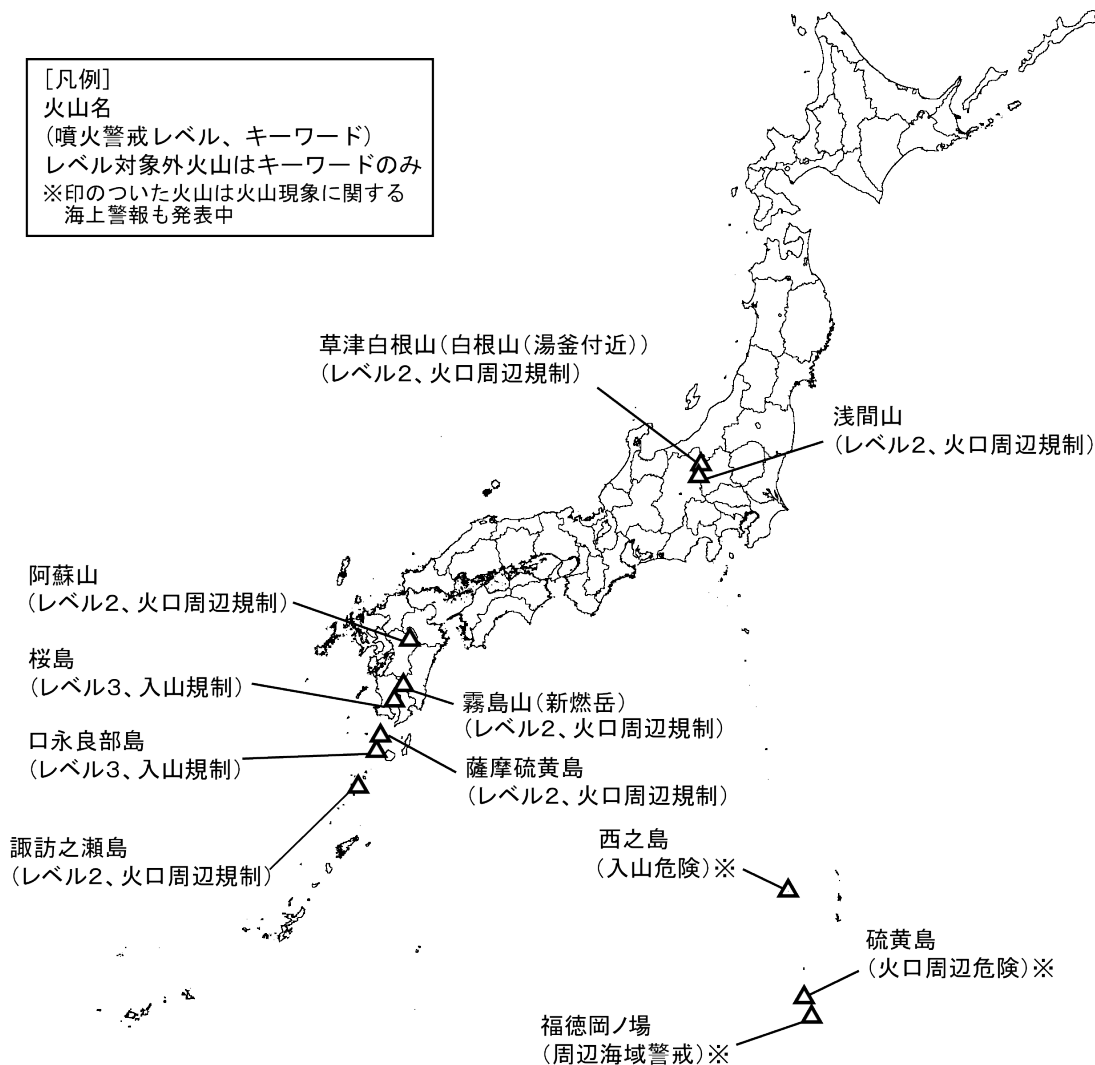 [凡例]
火山名
(噴火警戒レベル、キーワード)
レベル対象外火山はキーワードのみ
※印のついた火山は火山現象に関する
海上警報も発表中
草津白根山(白根山(湯釜付近))
(レベル2、火口周辺規制)
浅間山
(レベル2、火口周辺規制)
阿蘇山
(レベル2、火口周辺規制)
桜島
(レベル3、入山規制)
霧島山(新燃岳)
(レベル2、火口周辺規制)
口永良部島
(レベル3、入山規制)
薩摩硫黄島
(レベル2、火口周辺規制)
諏訪之瀬島
(レベル2、火口周辺規制)
西之島
(入山危険)※
硫黄島
(火口周辺危険)※
福徳岡ノ場
(周辺海域警戒)※